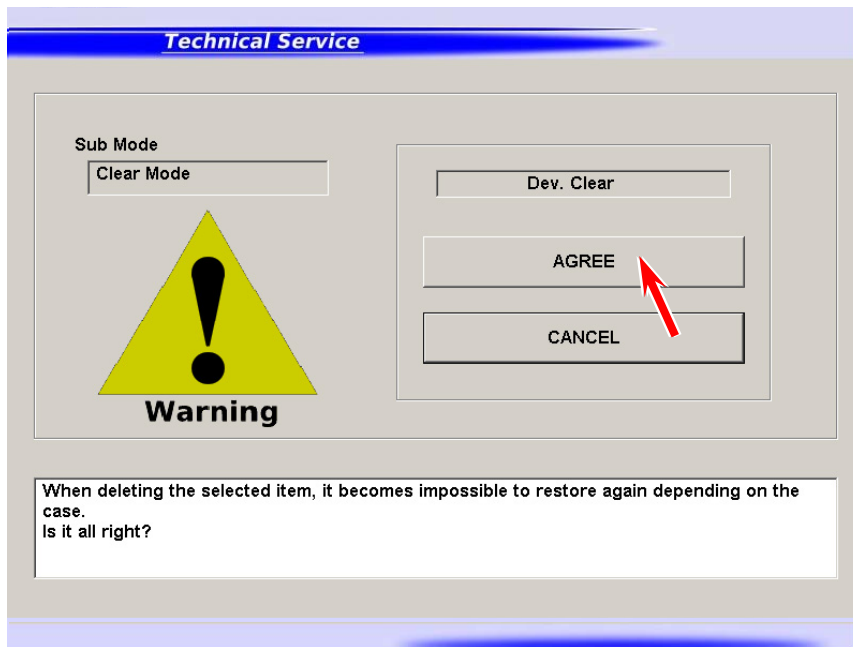 Technical Service
Sub Mode
Clear Mode
Warning
Dev. Clear
AGREE
CANCEL
When deleting the selected item, it becomes impossible to restore again depending on the
case.
Is it all right?